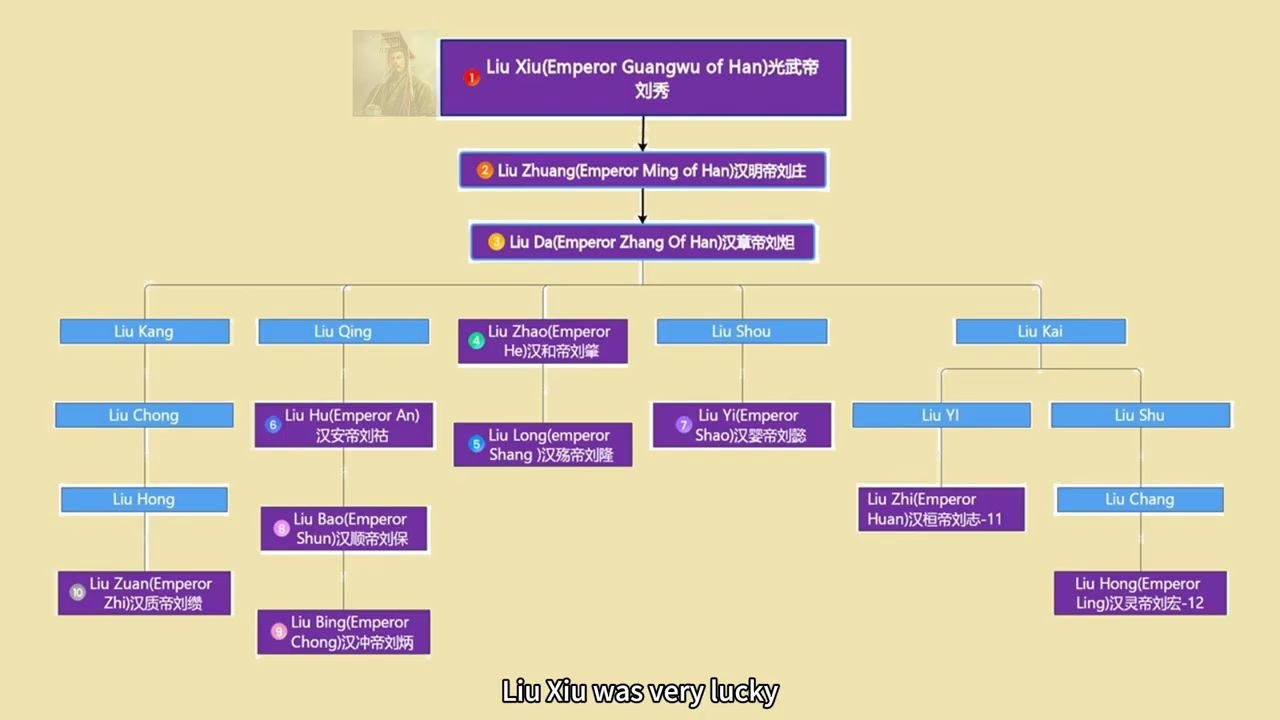 1 Liu Xiu(Emperor Guangwu of Han)光武帝
刘秀
2 Liu Zhuang(Emperor Ming of Han)汉明帝刘庄
3 Liu Da(Emperor Zhang Of Han)汉章帝刘炟
Liu Kang
Liu Qing
4 Liu Zhao(Emperor
He)汉和帝刘肇
Liu Shou
Liu Kai
Liu Chong
6 Liu Hu(Emperor An)
汉安帝刘祜
5 Liu Long(emperor
Shang )汉殇帝刘隆
7 Liu Yi(Emperor
Shao)汉婴帝刘懿
Liu YI
Liu Shu
Liu Hong
8 Liu Bao(Emperor
Shun)汉顺帝刘保
Liu Zhi(Emperor
Huan)汉桓帝刘志-11
Liu Chang
10 Liu Zuan(Emperor
Zhi)汉质帝刘缵
9 Liu Bing(Emperor
Chong)汉冲帝刘炳
Liu Hong(Emperor
Ling)汉灵帝刘宏-12
Liu Xiu was very lucky